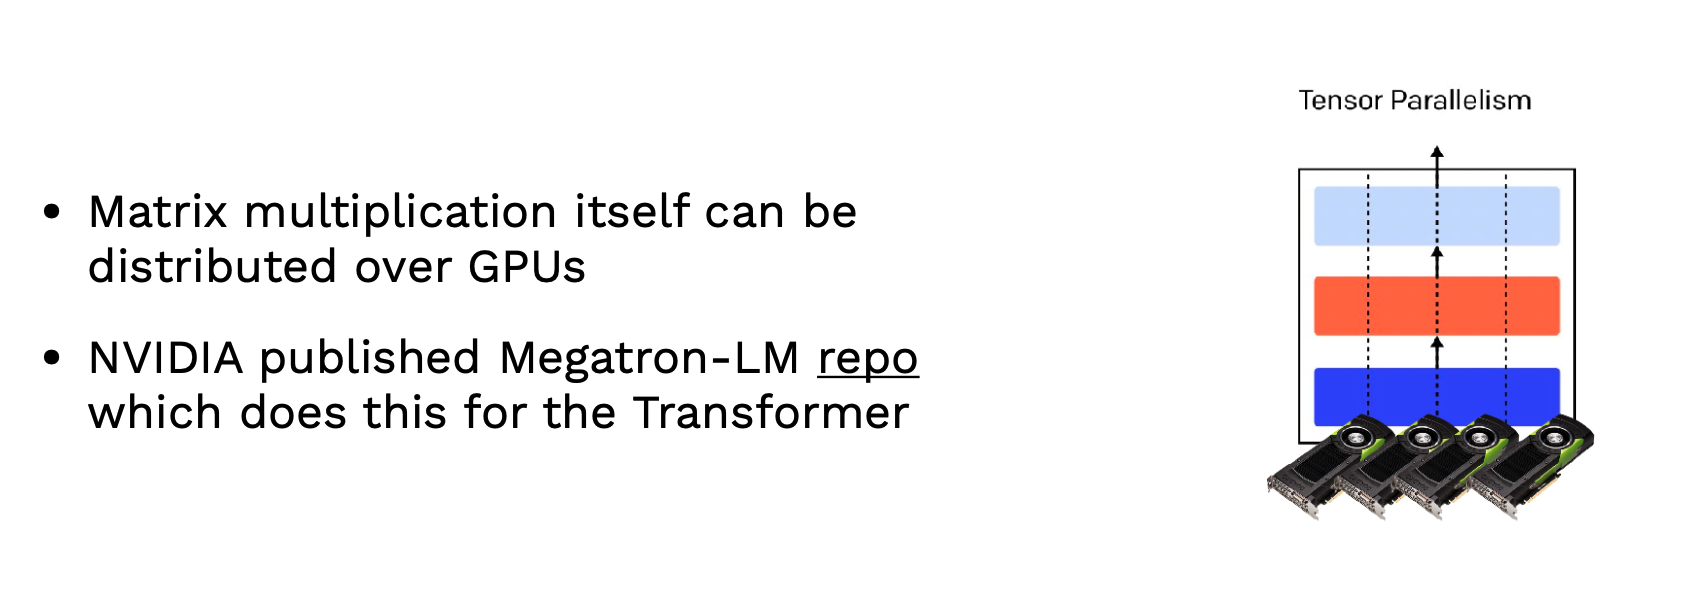 Tensor Parallelism
• Matrix multiplication itself can be
distributed over GPUs
• NVIDIA published Megatron-LM repo
which does this for the Transformer